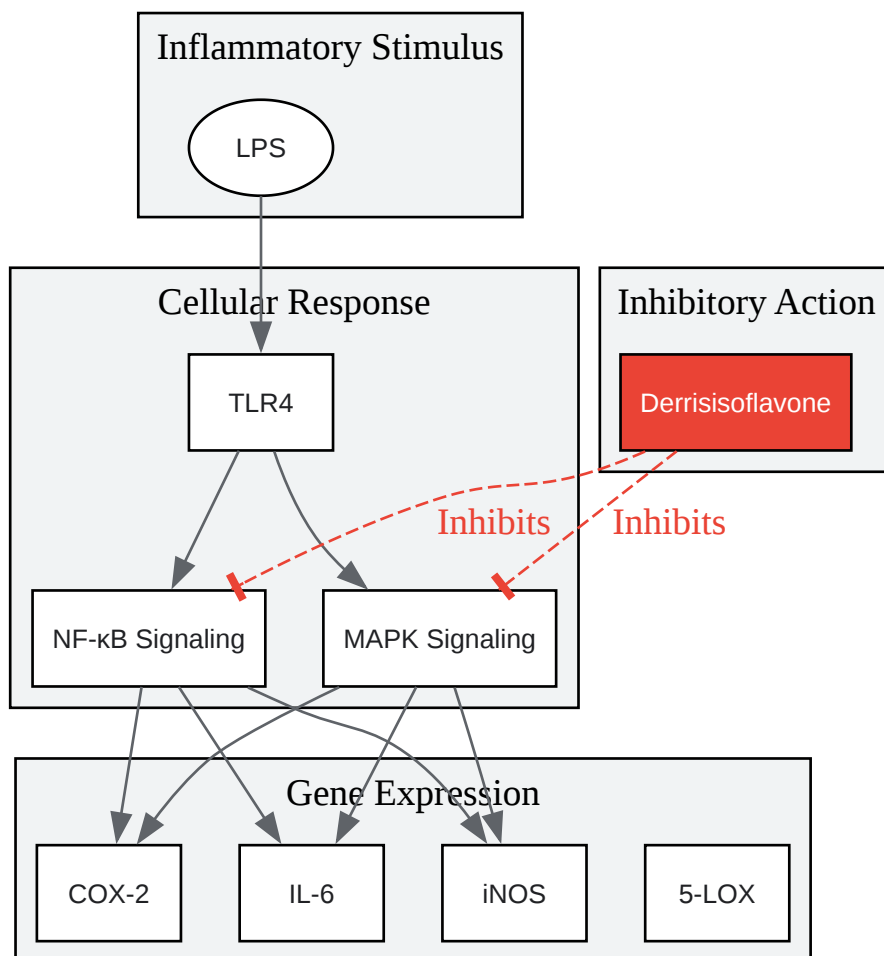 Inflammatory Stimulus
LPS
Cellular Response
Inhibitory Action
TLR4
Derrisisoflavone
Inhibits
Inhibits
NF-κB Signaling
MAPK Signaling
Gene Expression
COX-2
IL-6
iNOS
5-LOX